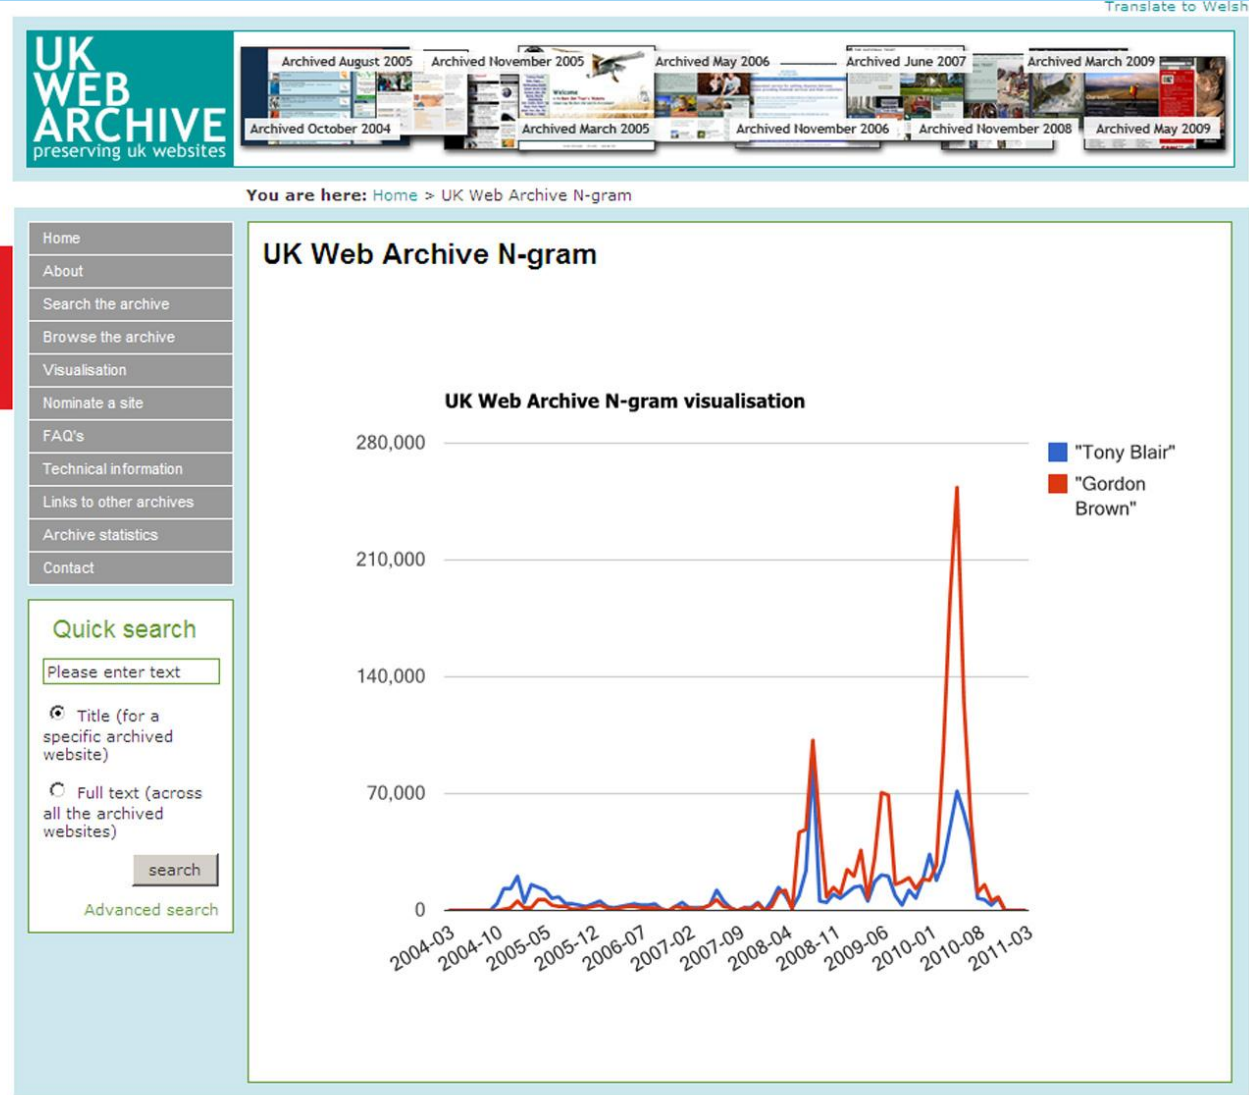 Translate to Welsh
UK
WEB
ARCHIVE
preserving uk websites
Archived August 2005
Archived November 2005
Archived May 2006
Archived June 2007
Archived March 2009
Archived October 2004
Archived March 2005
Archived November 2006
Archived November 2008
Archived May 2009
You are here: Home > UK Web Archive N-gram
Home
About
Search the archive
Browse the archive
Visualisation
Nominate a site
FAQ's
Technical information
Links to other archives
Archive statistics
Contact
Quick search
Please enter text
Title (for a
specific archived
website)
Full text (across
all the archived
websites)
search
Advanced search
UK Web Archive N-gram
UK Web Archive N-gram visualisation
280,000
210,000
140,000
70,000
0
2004-03
2004-10
2005-05
2005-12
2006-07
2007-02
2007-09
2008-04
2008-11
2009-06
2010-01
2010-08
2011-03
"Tony Blair"
"Gordon
Brown"